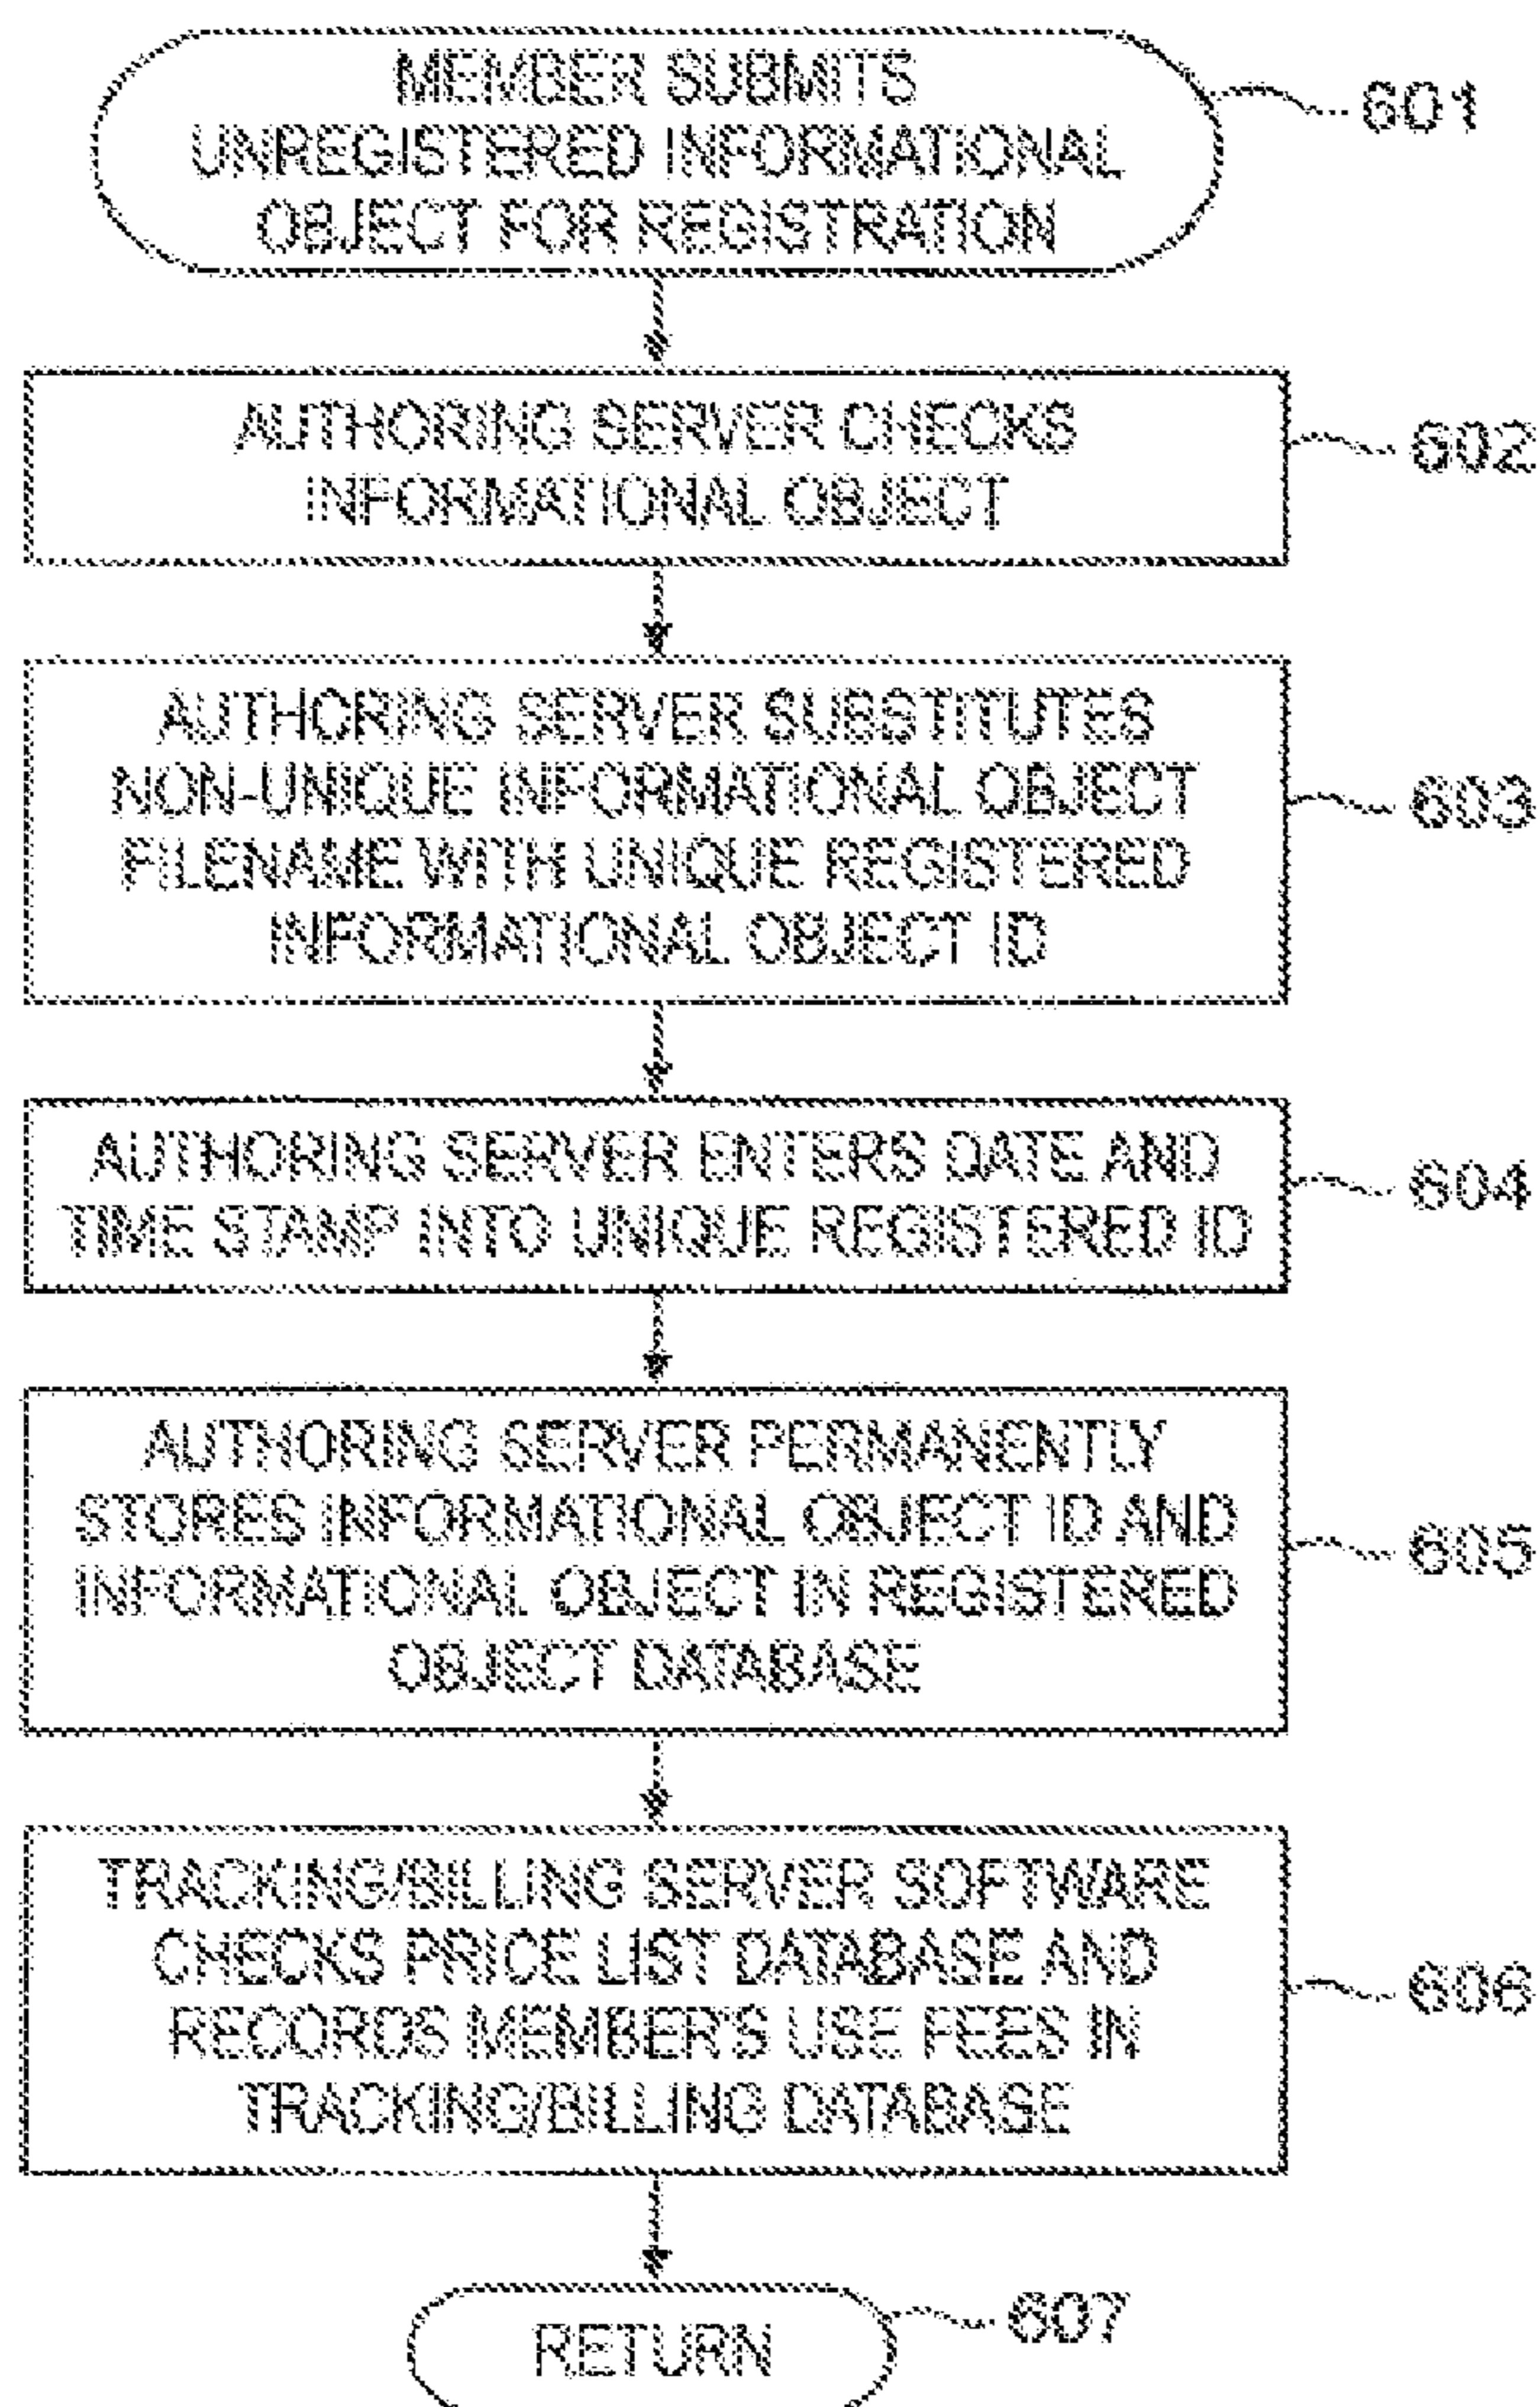 MEMBER SUBMITS
UNREGISTERED INFORMATIONAL
OBJECT FOR REGISTRATION
601
AUTHORING SERVER CHECKS
INFORMATIONAL OBJECT
602
AUTHORING SERVER SUBSTITUTES
NON-UNIQUE INFORMATIONAL OBJECT
FILENAME WITH UNIQUE REGISTERED
INFORMATIONAL OBJECT ID
603
AUTHORING SERVER ENTERS DATE AND
TIME STAMP INTO UNIQUE REGISTERED ID
604
AUTHORING SERVER PERMANENTLY
STORES INFORMATIONAL OBJECT ID AND
INFORMATIONAL OBJECT IN REGISTERED
OBJECT DATABASE
605
TRACKING/BILLING SERVER SOFTWARE
CHECKS PRICE LIST DATABASE AND
RECORDS MEMBER'S USE FEES IN
TRACKING/BILLING DATABASE
606
RETURN
607